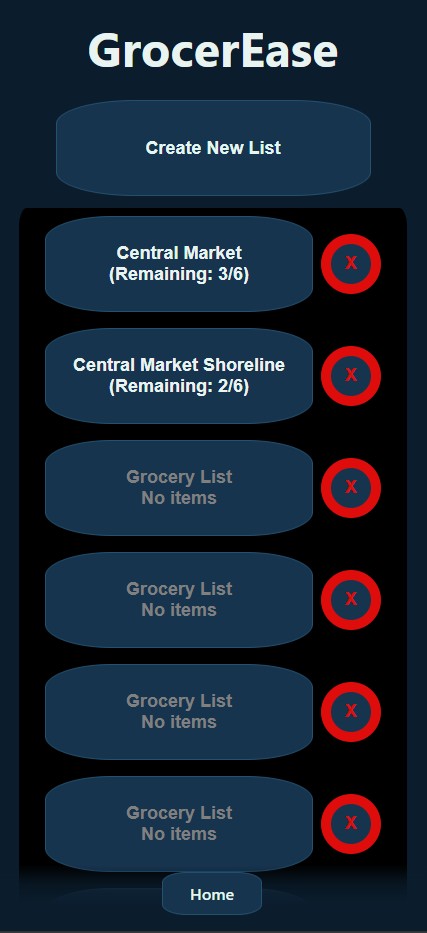 GrocerEase
Create New List
Central Market
(Remaining: 3/6)
X
Central Market Shoreline
(Remaining: 2/6)
X
Grocery List
No items
X
Grocery List
No items
X
Grocery List
No items
X
Grocery List
No items
X
Home